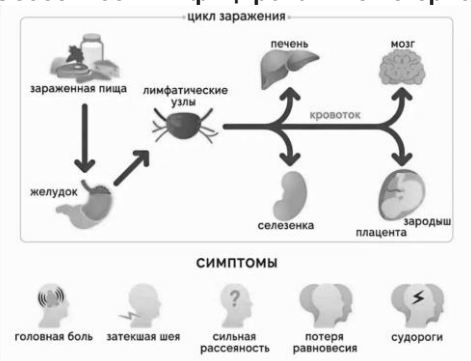 цикл заражения
печень
мозг
зараженная пища
лимфатические
узлы
кровоток
желудок
селезенка
зародыш
плацента
СИМПТОМЫ
головная боль
затекшая шея
сильная
рассеяность
потеря
равновесия
судороги